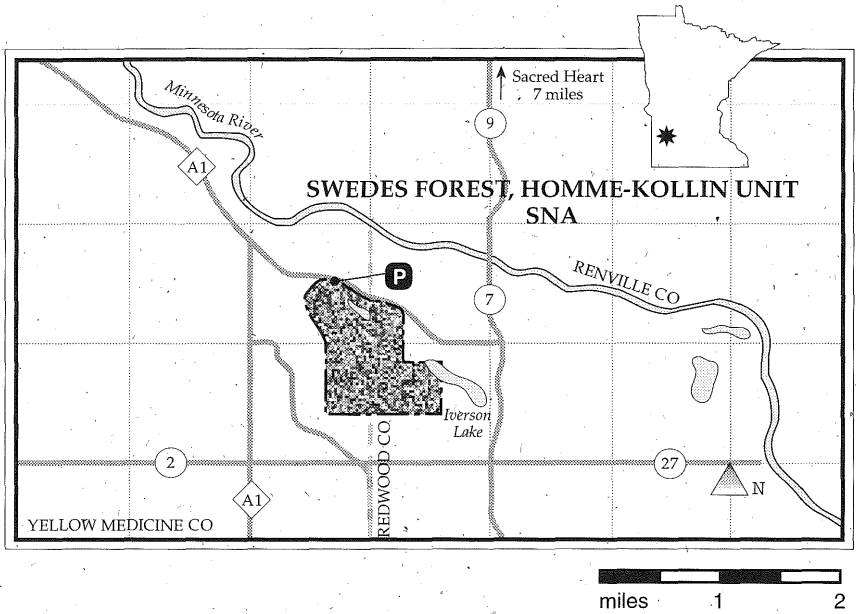 Sacred Heart
7 miles
Minnesota River
9
A1
SWEDES FOREST, HOMME-KOLLIN UNIT
SNA
P
RENVILLE CO
7
Iverson
Lake
REDWOOD CO
2
27
A1
N
YELLOW MEDICINE CO
miles 1 2